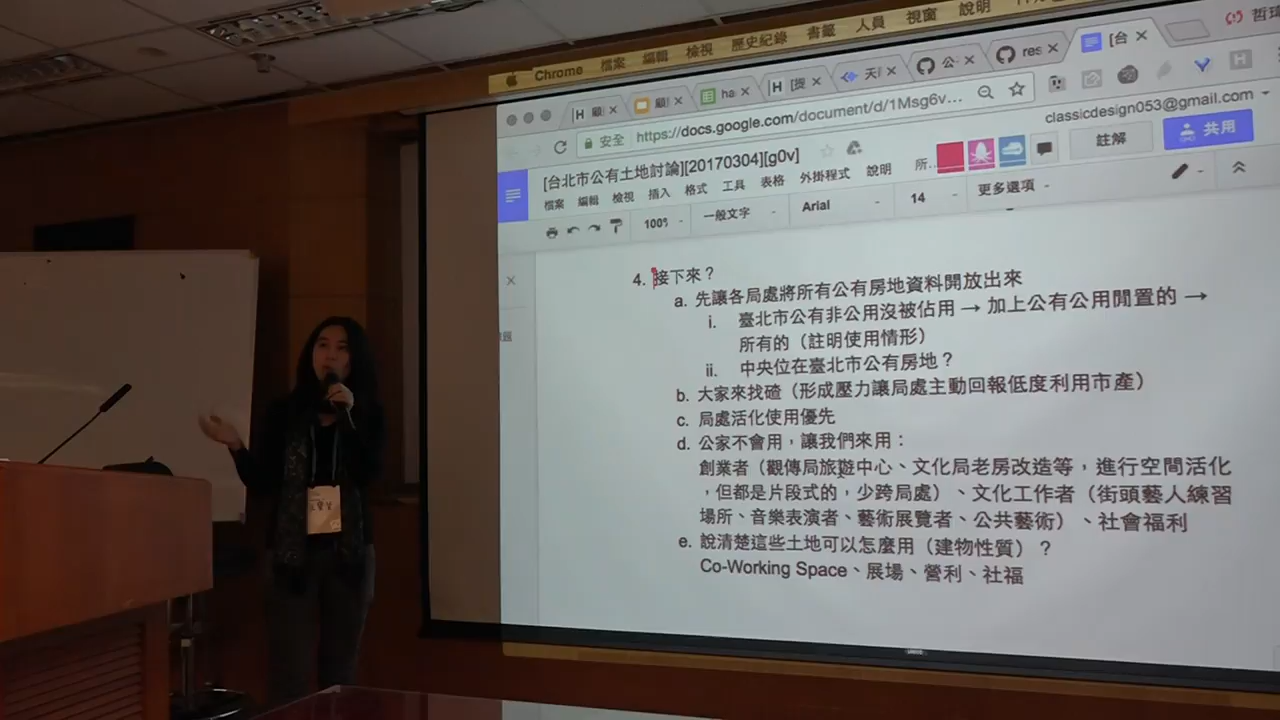 Chrome 檔案 編輯 檢視 歷史紀錄 書籤 人員 視窗 說明
顧 顧 ha [提 天 公 res [台
安全 https://docs.google.com/document/d/1Msg6v...
classicdesign053@gmail.com
[台北市公有土地討論][20170304][g0v]
註解 共用
檔案 編輯 檢視 插入 格式 工具 表格 外掛程式 說明 所...
100% 一般文字 Arial 14 更多選項
4. 接下來？
a. 先讓各局處將所有公有房地資料開放出來
i. 臺北市公有非公用沒被佔用 → 加上公有公用閒置的 →
所有的（註明使用情形）
ii. 中央位在臺北市公有房地？
b. 大家來找碴（形成壓力讓局處主動回報低度利用市產）
c. 局處活化使用優先
d. 公家不會用，讓我們來用：
創業者（觀傳局旅遊中心、文化局老房改造等，進行空間活化
，但都是片段式的，少跨局處）、文化工作者（街頭藝人練習
場所、音樂表演者、藝術展覽者、公共藝術）、社會福利
e. 說清楚這些土地可以怎麼用（建物性質）？
Co-Working Space、展場、營利、社福